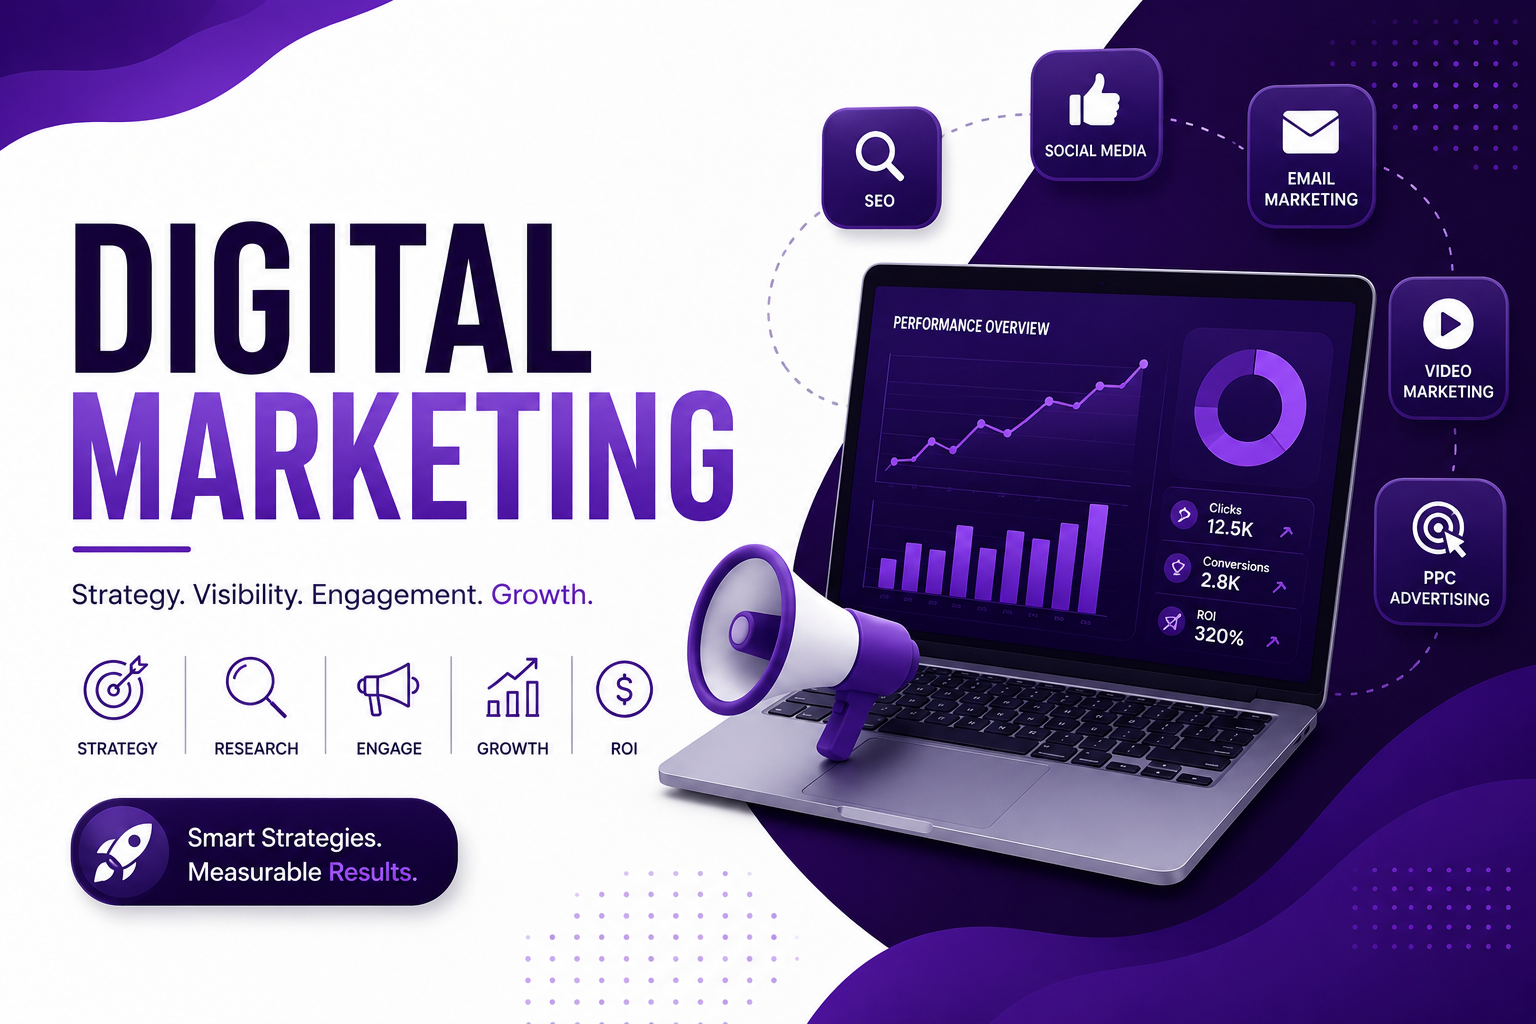 DIGITAL
MARKETING
Strategy. Visibility. Engagement. Growth.
STRATEGY
RESEARCH
ENGAGE
GROWTH
ROI
Smart Strategies.
Measurable Results.
SEO
SOCIAL MEDIA
EMAIL
MARKETING
VIDEO
MARKETING
PPC
ADVERTISING
PERFORMANCE OVERVIEW
Clicks
12.5K
Conversions
2.8K
ROI
320%